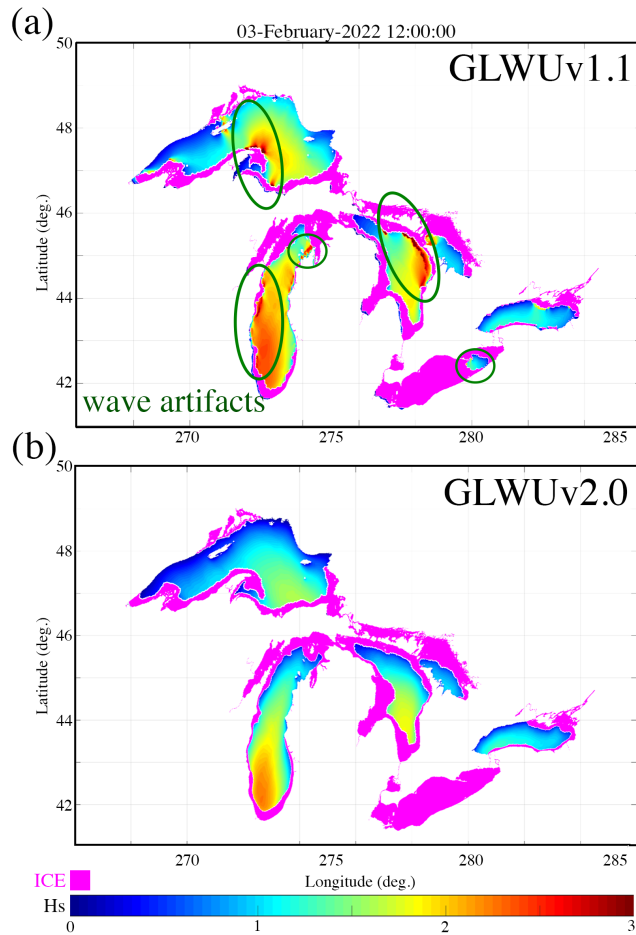 (a)
03-February-2022 12:00:00
50
GLWUv1.1
48
46
Latitude (deg.)
44
42
wave artifacts
270 275 280 285
(b)
50
GLWUv2.0
48
46
Latitude (deg.)
44
42
270 275 280 285
ICE
Longitude (deg.)
Hs
0 1 2 3